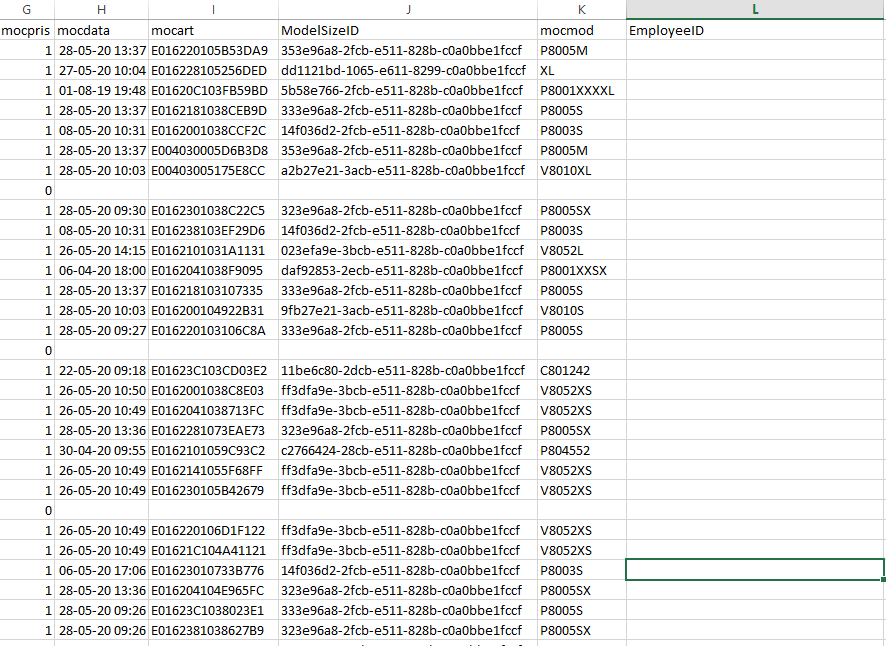 G H I J K L
mocpris mocdata mocart ModelSizeID mocmod EmployeeID
1 28-05-20 13:37 E016220105B53DA9 353e96a8-2fcb-e511-828b-c0a0bbe1fccf P8005M
1 27-05-20 10:04 E016228105256DED dd1121bd-1065-e611-8299-c0a0bbe1fccf XL
1 01-08-19 19:48 E01620C103FB59BD 5b58e766-2fcb-e511-828b-c0a0bbe1fccf P8001XXXXL
1 28-05-20 13:37 E0162181038CEB9D 333e96a8-2fcb-e511-828b-c0a0bbe1fccf P8005S
1 08-05-20 10:31 E0162001038CCF2C 14f036d2-2fcb-e511-828b-c0a0bbe1fccf P8003S
1 28-05-20 13:37 E004030005D6B3D8 353e96a8-2fcb-e511-828b-c0a0bbe1fccf P8005M
1 28-05-20 10:03 E00403005175E8CC a2b27e21-3acb-e511-828b-c0a0bbe1fccf V8010XL
0
1 28-05-20 09:30 E0162301038C22C5 323e96a8-2fcb-e511-828b-c0a0bbe1fccf P8005SX
1 08-05-20 10:31 E016238103EF29D6 14f036d2-2fcb-e511-828b-c0a0bbe1fccf P8003S
1 26-05-20 14:15 E0162101031A1131 023efa9e-3bcb-e511-828b-c0a0bbe1fccf V8052L
1 06-04-20 18:00 E0162041038F9095 daf92853-2ecb-e511-828b-c0a0bbe1fccf P8001XXSX
1 28-05-20 13:37 E016218103107335 333e96a8-2fcb-e511-828b-c0a0bbe1fccf P8005S
1 28-05-20 10:03 E016200104922B31 9fb27e21-3acb-e511-828b-c0a0bbe1fccf V8010S
1 28-05-20 09:27 E016220103106C8A 333e96a8-2fcb-e511-828b-c0a0bbe1fccf P8005S
0
1 22-05-20 09:18 E01623C103CD03E2 11be6c80-2dcb-e511-828b-c0a0bbe1fccf C801242
1 26-05-20 10:50 E0162001038C8E03 ff3dfa9e-3bcb-e511-828b-c0a0bbe1fccf V8052XS
1 26-05-20 10:49 E0162041038713FC ff3dfa9e-3bcb-e511-828b-c0a0bbe1fccf V8052XS
1 28-05-20 13:36 E0162281073EAE73 323e96a8-2fcb-e511-828b-c0a0bbe1fccf P8005SX
1 30-04-20 09:55 E0162101059C93C2 c2766424-28cb-e511-828b-c0a0bbe1fccf P804552
1 26-05-20 10:49 E0162141055F68FF ff3dfa9e-3bcb-e511-828b-c0a0bbe1fccf V8052XS
1 26-05-20 10:49 E016230105B42679 ff3dfa9e-3bcb-e511-828b-c0a0bbe1fccf V8052XS
0
1 26-05-20 10:49 E016220106D1F122 ff3dfa9e-3bcb-e511-828b-c0a0bbe1fccf V8052XS
1 26-05-20 10:49 E01621C104A41121 ff3dfa9e-3bcb-e511-828b-c0a0bbe1fccf V8052XS
1 06-05-20 17:06 E01623010733B776 14f036d2-2fcb-e511-828b-c0a0bbe1fccf P8003S
1 28-05-20 13:36 E016204104E965FC 323e96a8-2fcb-e511-828b-c0a0bbe1fccf P8005SX
1 28-05-20 09:26 E01623C1038023E1 333e96a8-2fcb-e511-828b-c0a0bbe1fccf P8005S
1 28-05-20 09:26 E0162381038627B9 323e96a8-2fcb-e511-828b-c0a0bbe1fccf P8005SX